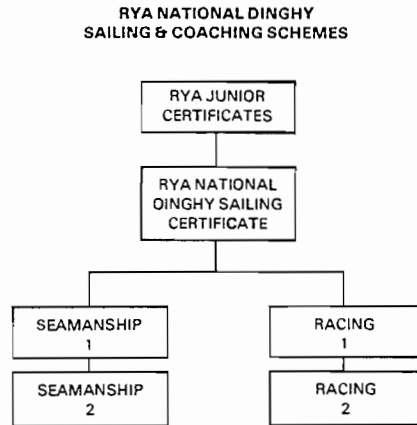 RYA NATIONAL DINGHY
SAILING & COACHING SCHEMES
RYA JUNIOR
CERTIFICATES
RYA NATIONAL
OINGHY SAILING
CERTIFICATE
SEAMANSHIP
1
RACING
1
SEAMANSHIP
2
RACING
2